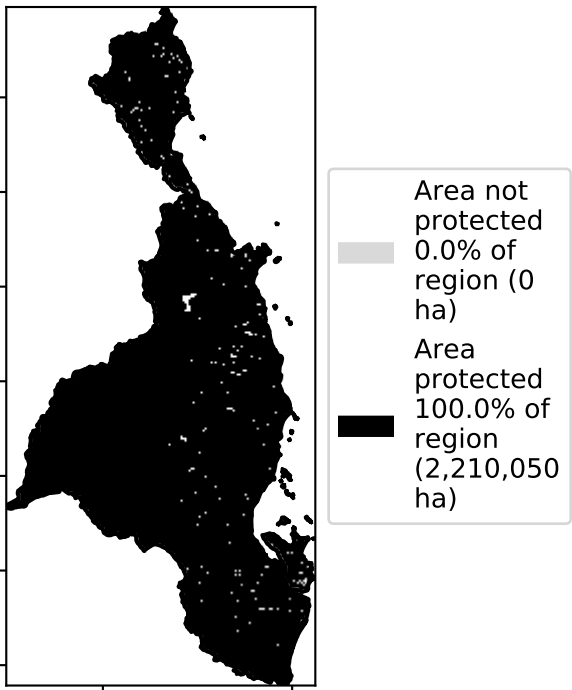 Area not
protected
0.0% of
region (0
ha)
Area
protected
100.0% of
region
(2,210,050
ha)